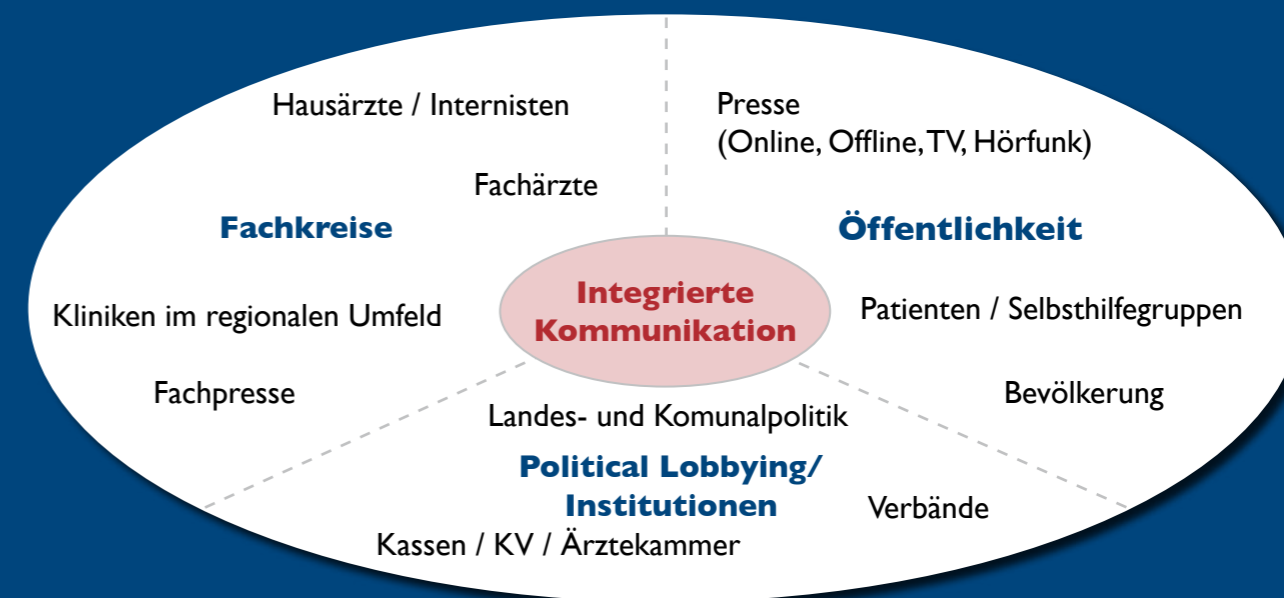 Hausärzte / Internisten
Fachärzte
Fachkreise
Kliniken im regionalen Umfeld
Fachpresse
Presse
(Online, Offline, TV, Hörfunk)
Öffentlichkeit
Patienten / Selbsthilfegruppen
Bevölkerung
Integrierte
Kommunikation
Landes- und Komunalpolitik
Political Lobbying/
Institutionen
Verbände
Kassen / KV / Ärztekammer